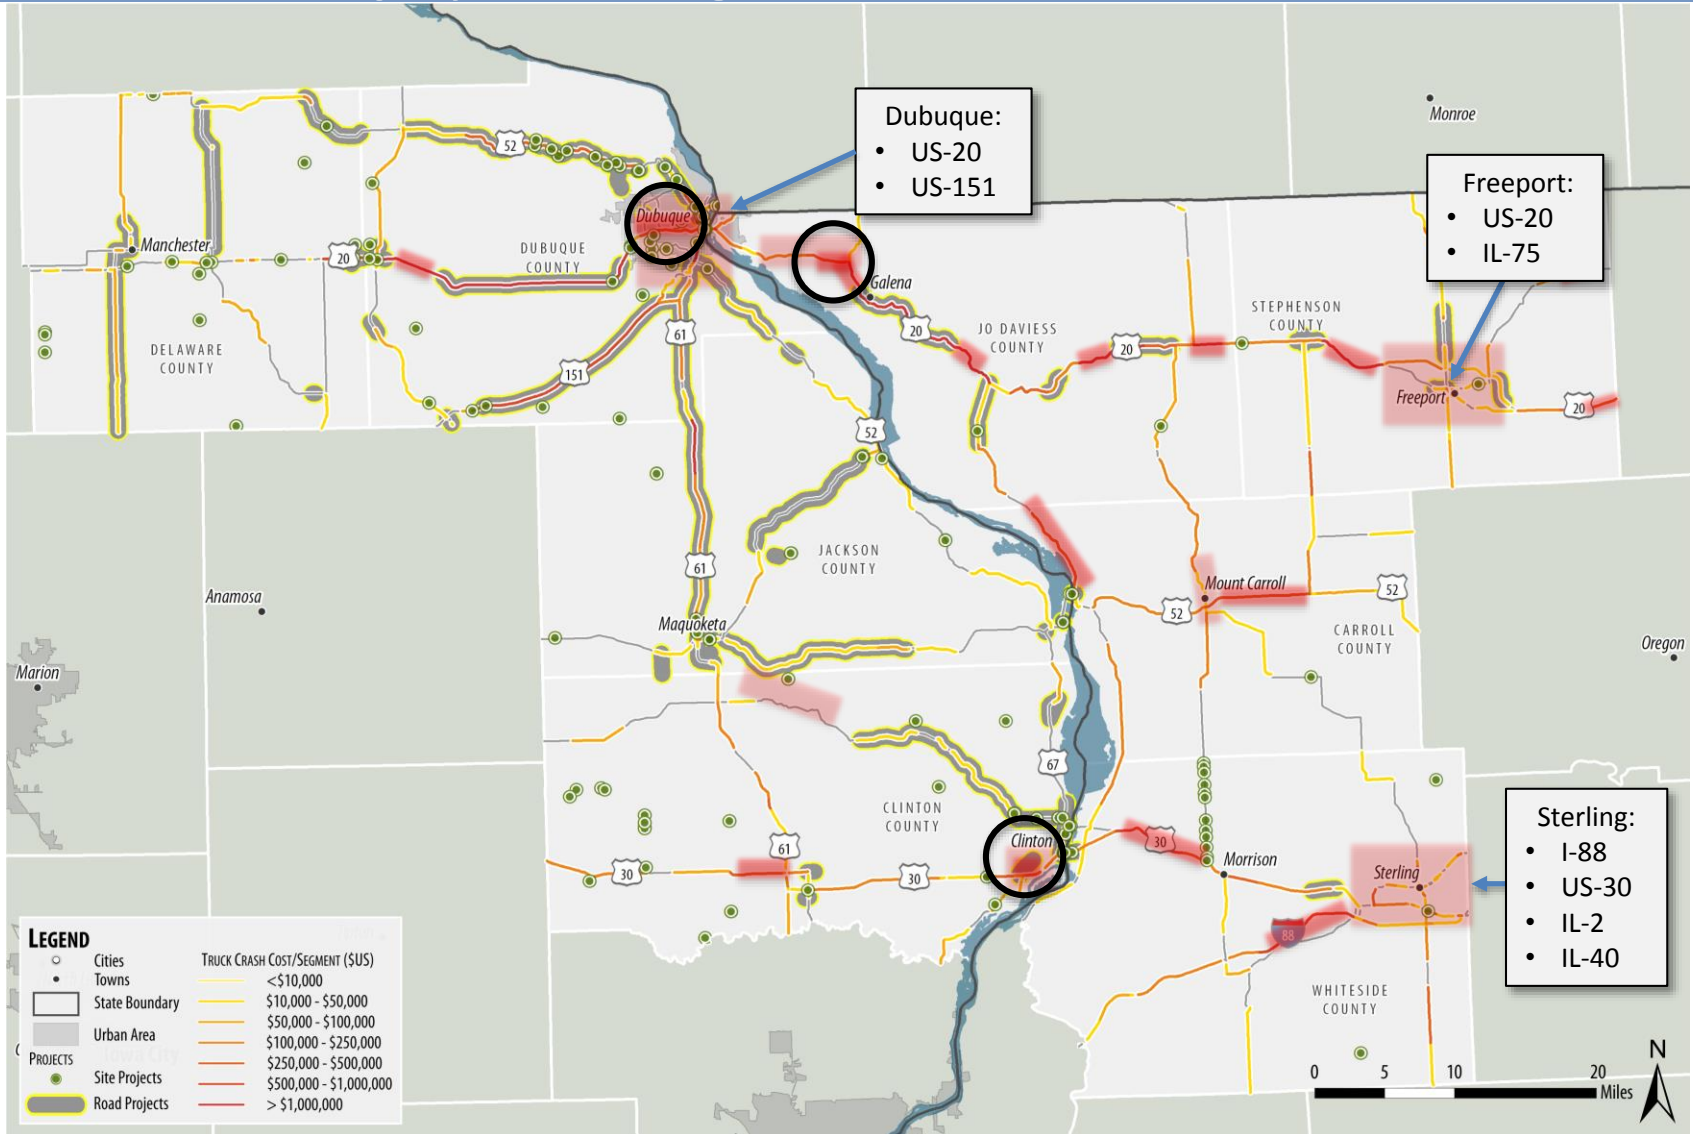 Monroe
Dubuque:
• US-20
• US-151
Freeport:
• US-20
• IL-75
52
Dubuque
Manchester
20
DUBUQUE
COUNTY
Galena
STEPHENSON
COUNTY
61
20
JO DAVIESS
COUNTY
20
DELAWARE
COUNTY
151
Freeport
20
52
61
JACKSON
COUNTY
Anamosa
Mount Carroll
52
52
Maquoketa
CARROLL
COUNTY
Oregon
Marion
67
CLINTON
COUNTY
Clinton
30
61
30
30
Morrison
Sterling
Sterling:
• I-88
• US-30
• IL-2
• IL-40
88
WHITESIDE
COUNTY
LEGEND
Cities
Towns
State Boundary
Urban Area
PROJECTS
Site Projects
Road Projects
TRUCK CRASH COST/SEGMENT ($US)
<$10,000
$10,000 - $50,000
$50,000 - $100,000
$100,000 - $250,000
$250,000 - $500,000
$500,000 - $1,000,000
> $1,000,000
N
0 5 10 20
Miles